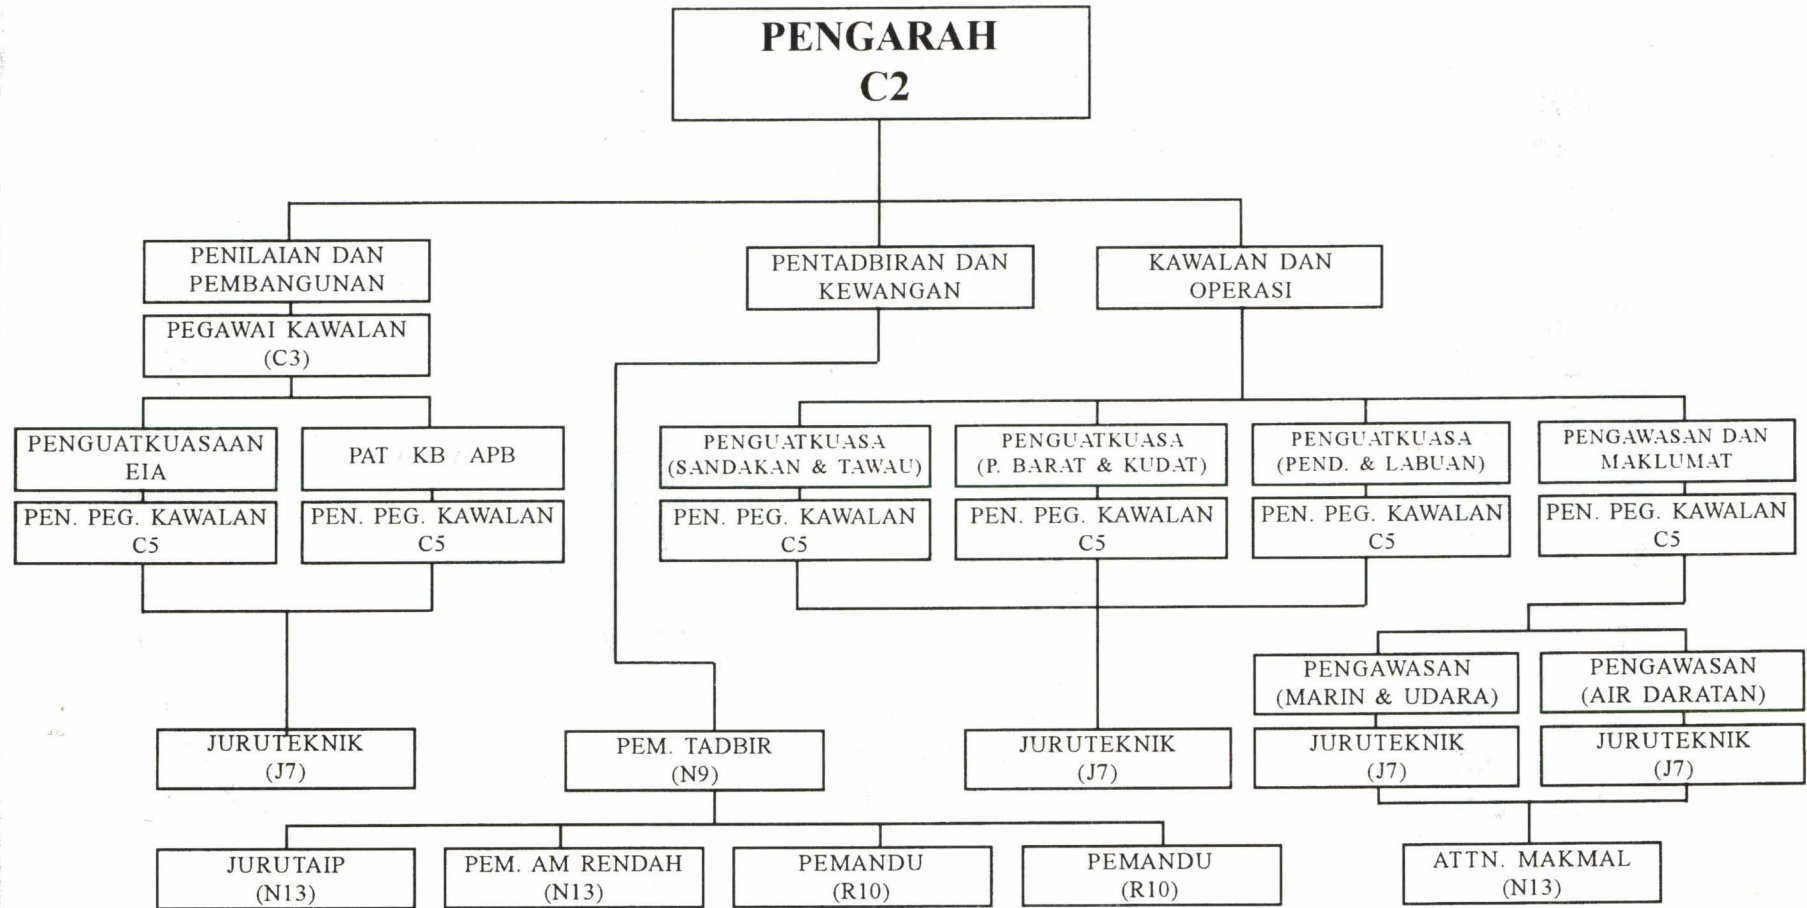 PENGARAH
C2
PENILAIAN DAN
PEMBANGUNAN
PENTADBIRAN DAN
KEWANGAN
KAWALAN DAN
OPERASI
PEGAWAI KAWALAN
(C3)
PENGUATKUASAAN
EIA
PAT / KB / APB
PENGUATKUASA
(SANDAKAN & TAWAU)
PENGUATKUASA
(P. BARAT & KUDAT)
PENGUATKUASA
(PEND. & LABUAN)
PENGAWASAN DAN
MAKLUMAT
PEN. PEG. KAWALAN
C5
PEN. PEG. KAWALAN
C5
PEN. PEG. KAWALAN
C5
PEN. PEG. KAWALAN
C5
PEN. PEG. KAWALAN
C5
PEN. PEG. KAWALAN
C5
PENGAWASAN
(MARIN & UDARA)
PENGAWASAN
(AIR DARATAN)
JURUTEKNIK
(J7)
PEM. TADBIR
(N9)
JURUTEKNIK
(J7)
JURUTEKNIK
(J7)
JURUTEKNIK
(J7)
JURUTAIP
(N13)
PEM. AM RENDAH
(N13)
PEMANDU
(R10)
PEMANDU
(R10)
ATTN. MAKMAL
(N13)